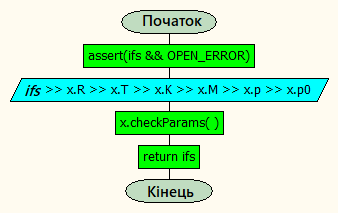 Початок
assert(ifs && OPEN_ERROR)
ifs >> x.R >> x.T >> x.K >> x.M >> x.p >> x.p0
x.checkParams( )
return ifs
Кінець